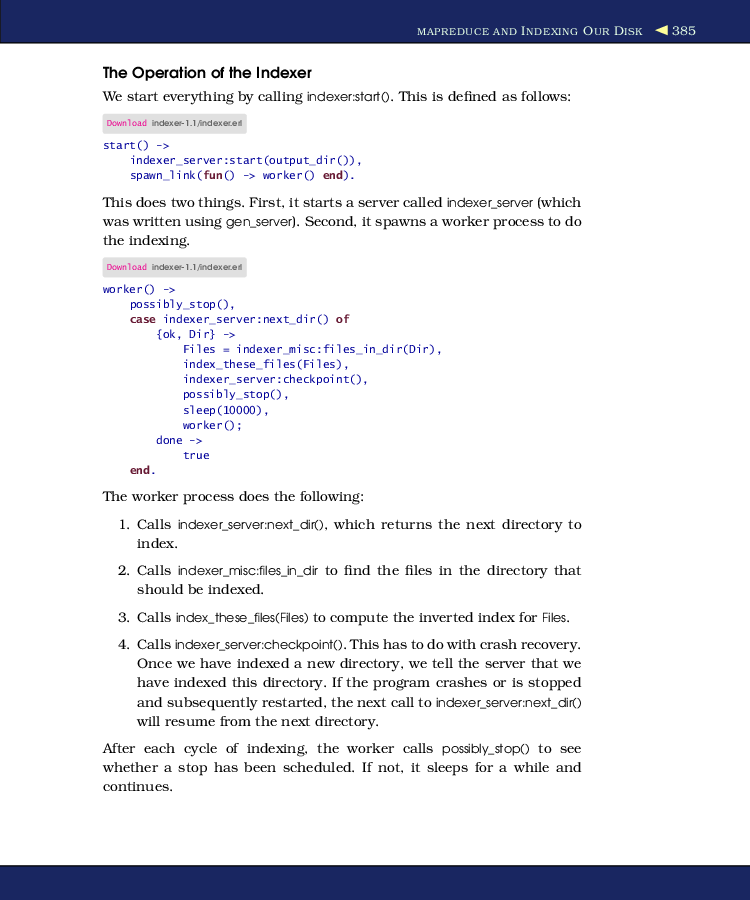 MAPREDUCE AND INDEXING OUR DISK ◀ 385
The Operation of the Indexer
We start everything by calling indexer:start(). This is defined as follows:
Download indexer-1.1/indexer.erl
start() ->
    indexer_server:start(output_dir()),
    spawn_link(fun() -> worker() end).
This does two things. First, it starts a server called indexer_server (which
was written using gen_server). Second, it spawns a worker process to do
the indexing.
Download indexer-1.1/indexer.erl
worker() ->
    possibly_stop(),
    case indexer_server:next_dir() of
        {ok, Dir} ->
            Files = indexer_misc:files_in_dir(Dir),
            index_these_files(Files),
            indexer_server:checkpoint(),
            possibly_stop(),
            sleep(10000),
            worker();
        done ->
            true
    end.
The worker process does the following:
1. Calls indexer_server:next_dir(), which returns the next directory to
index.
2. Calls indexer_misc:files_in_dir to find the files in the directory that
should be indexed.
3. Calls index_these_files(Files) to compute the inverted index for Files.
4. Calls indexer_server:checkpoint(). This has to do with crash recovery.
Once we have indexed a new directory, we tell the server that we
have indexed this directory. If the program crashes or is stopped
and subsequently restarted, the next call to indexer_server:next_dir()
will resume from the next directory.
After each cycle of indexing, the worker calls possibly_stop() to see
whether a stop has been scheduled. If not, it sleeps for a while and
continues.